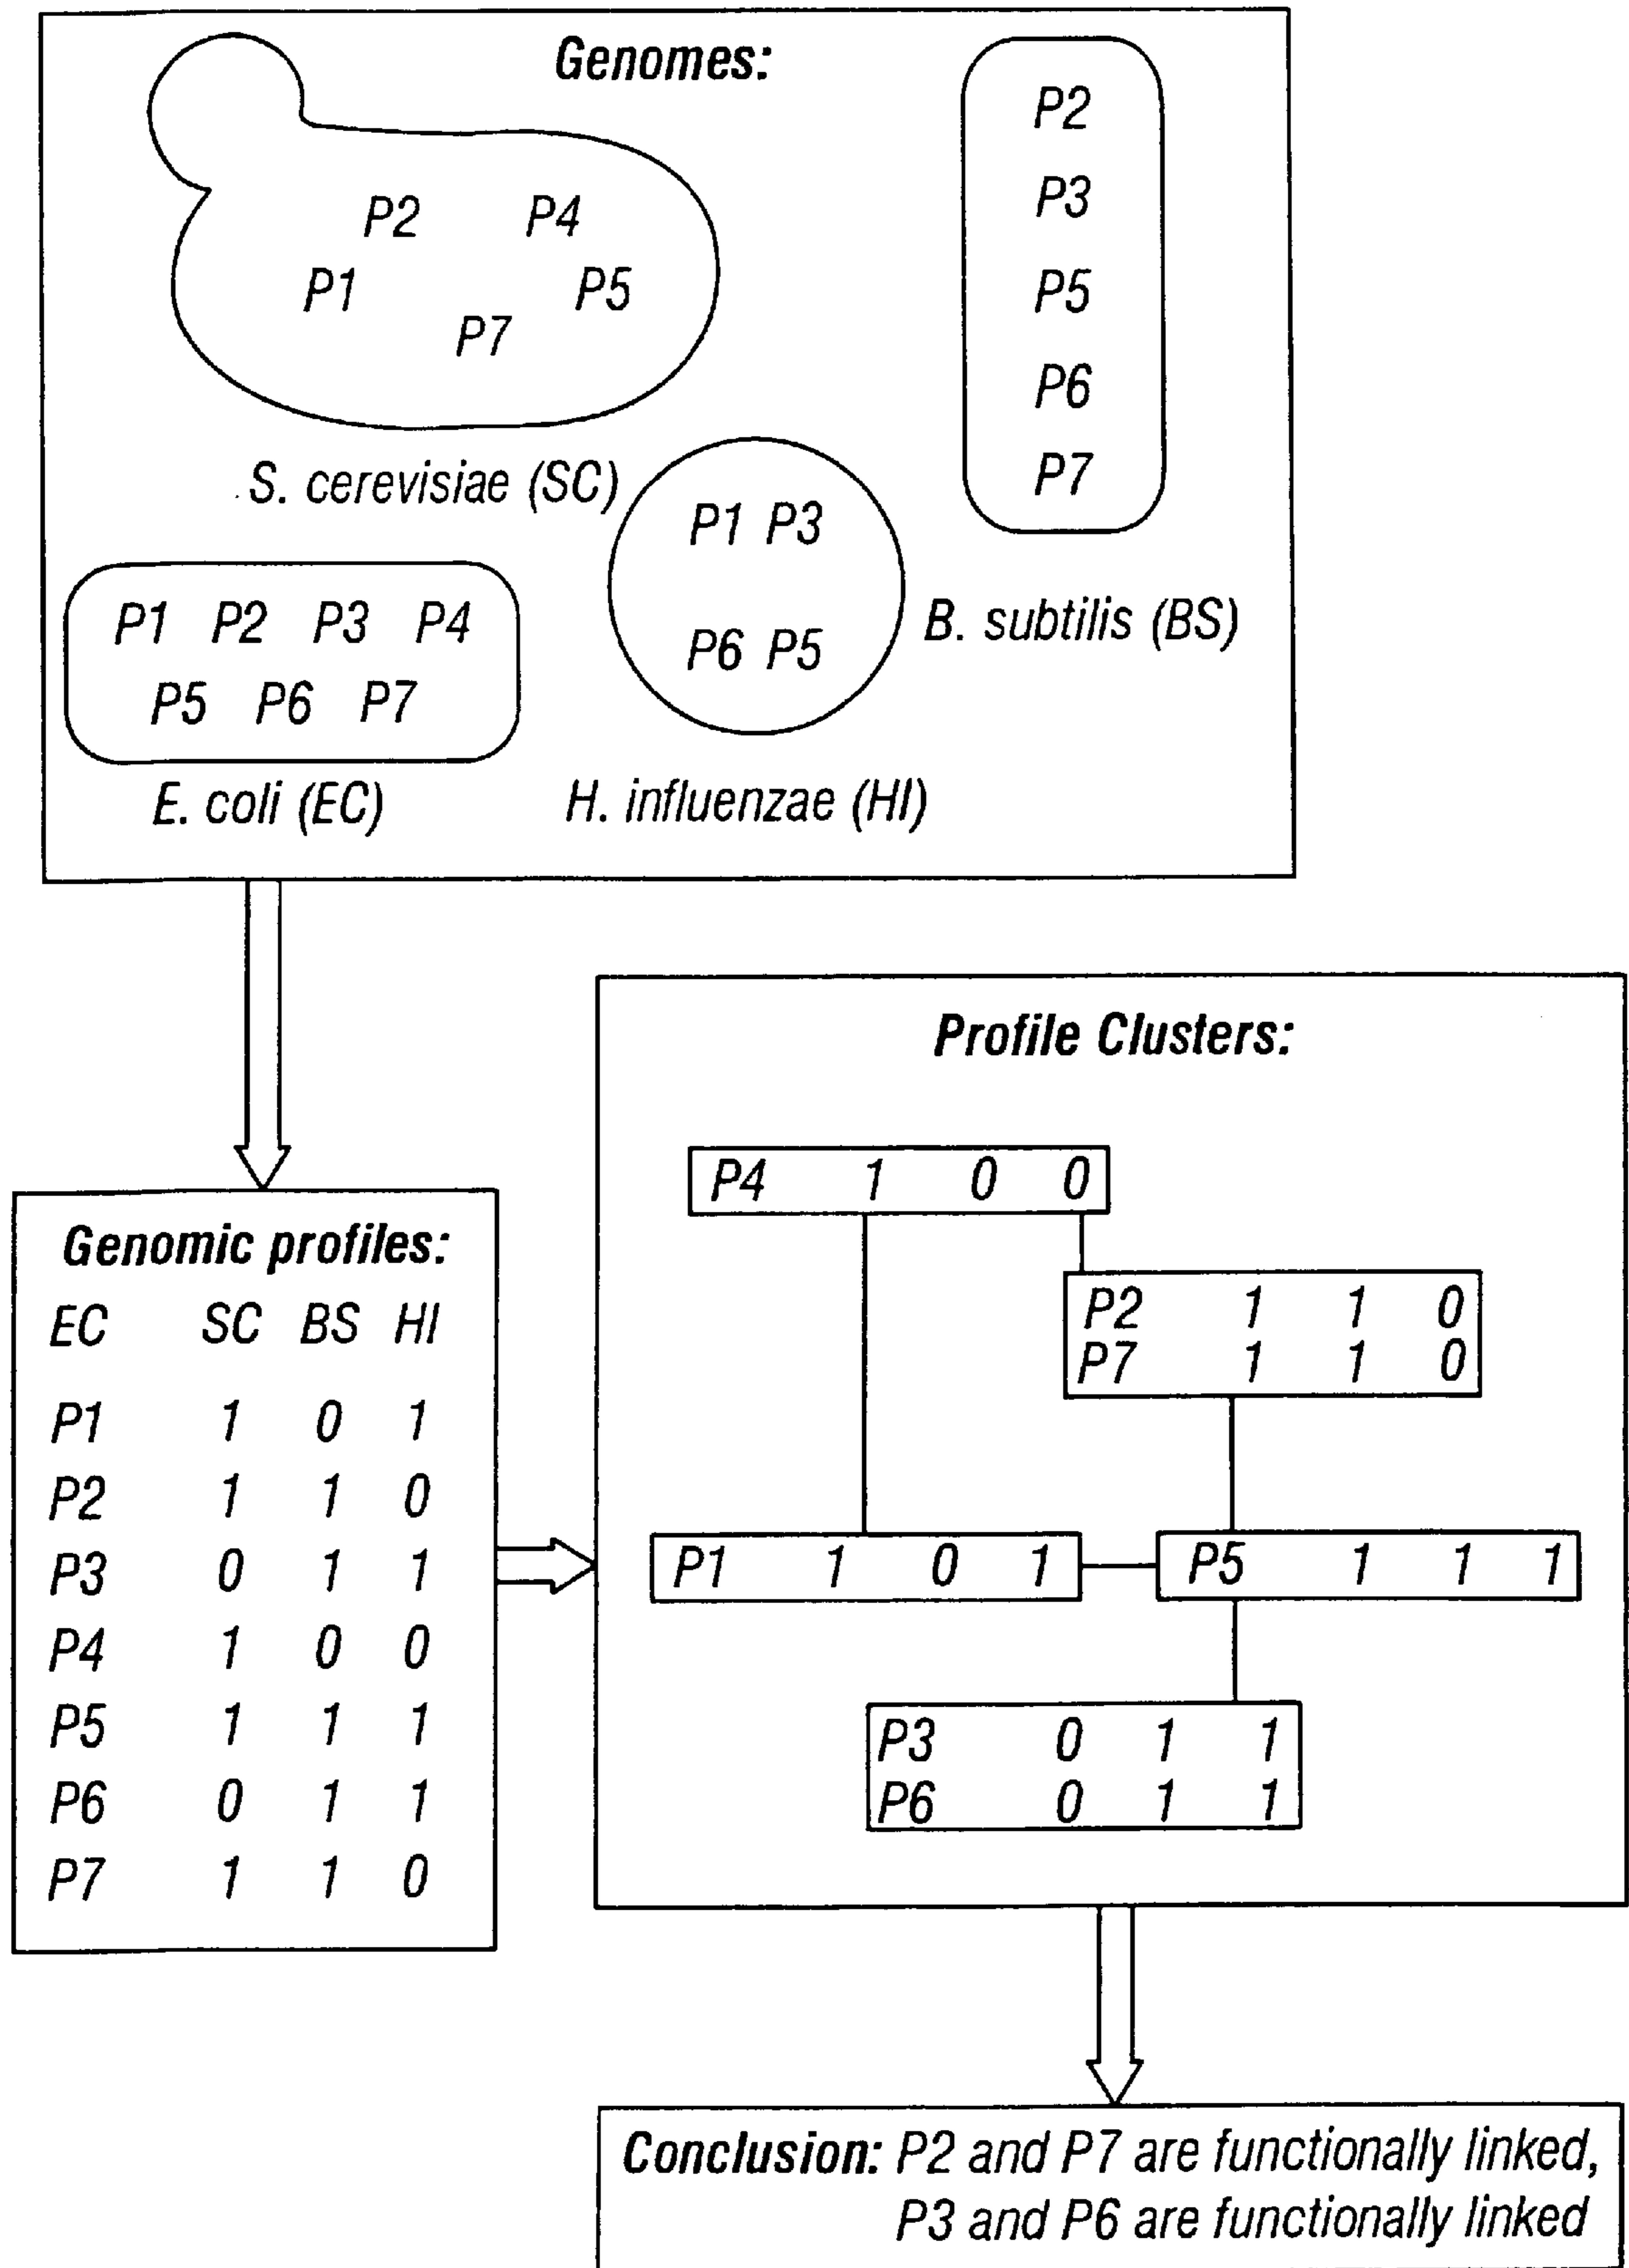 Genomes:
P2 P4
P1 P5
P7
S. cerevisiae (SC)
P2
P3
P5
P6
P7
B. subtilis (BS)
P1 P3
P6 P5
H. influenzae (HI)
P1 P2 P3 P4
P5 P6 P7
E. coli (EC)
Genomic profiles:
EC SC BS HI
P1 1 0 1
P2 1 1 0
P3 0 1 1
P4 1 0 0
P5 1 1 1
P6 0 1 1
P7 1 1 0
Profile Clusters:
P4 1 0 0
P2 1 1 0
P7 1 1 0
P1 1 0 1
P5 1 1 1
P3 0 1 1
P6 0 1 1
Conclusion: P2 and P7 are functionally linked,
P3 and P6 are functionally linked